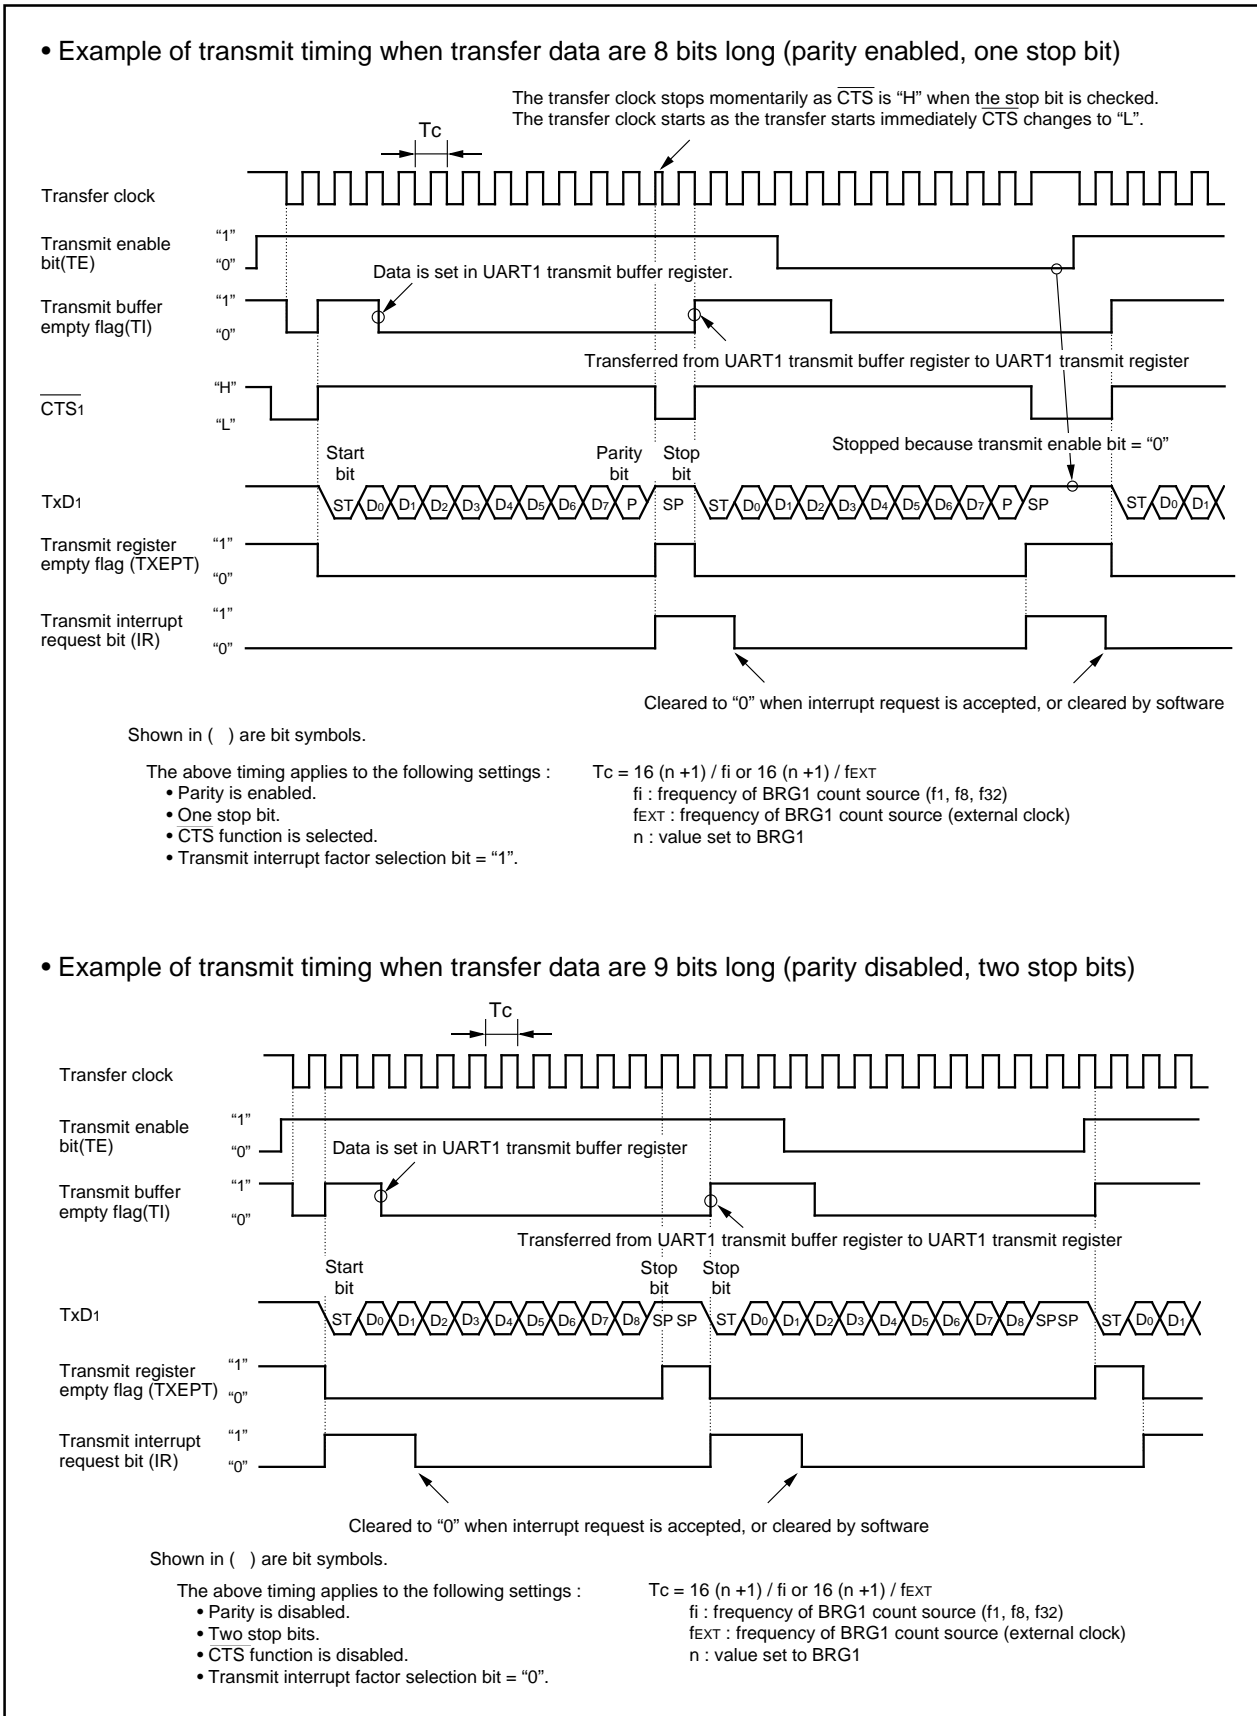 • Example of transmit timing when transfer data are 8 bits long (parity enabled, one stop bit)
The transfer clock stops momentarily as CTS is “H” when the stop bit is checked.
The transfer clock starts as the transfer starts immediately CTS changes to “L”.
Tc
Transfer clock
Transmit enable
bit(TE)
“1”
“0”
Data is set in UART1 transmit buffer register.
Transmit buffer
empty flag(TI)
“1”
“0”
Transferred from UART1 transmit buffer register to UART1 transmit register
CTS1
“H”
“L”
Stopped because transmit enable bit = “0”
Start
bit
Parity
bit
Stop
bit
TxD1
ST D0 D1 D2 D3 D4 D5 D6 D7 P SP ST D0 D1 D2 D3 D4 D5 D6 D7 P SP ST D0 D1
Transmit register
empty flag (TXEPT)
“1”
“0”
Transmit interrupt
request bit (IR)
“1”
“0”
Cleared to “0” when interrupt request is accepted, or cleared by software
Shown in ( ) are bit symbols.
The above timing applies to the following settings :
• Parity is enabled.
• One stop bit.
• CTS function is selected.
• Transmit interrupt factor selection bit = “1”.
Tc = 16 (n +1) / fi or 16 (n +1) / fEXT
fi : frequency of BRG1 count source (f1, f8, f32)
fEXT : frequency of BRG1 count source (external clock)
n : value set to BRG1
• Example of transmit timing when transfer data are 9 bits long (parity disabled, two stop bits)
Tc
Transfer clock
Transmit enable
bit(TE)
“1”
“0”
Data is set in UART1 transmit buffer register
Transmit buffer
empty flag(TI)
“1”
“0”
Transferred from UART1 transmit buffer register to UART1 transmit register
Start
bit
Stop
bit
Stop
bit
TxD1
ST D0 D1 D2 D3 D4 D5 D6 D7 D8 SP SP ST D0 D1 D2 D3 D4 D5 D6 D7 D8 SPSP ST D0 D1
Transmit register
empty flag (TXEPT)
“1”
“0”
Transmit interrupt
request bit (IR)
“1”
“0”
Cleared to “0” when interrupt request is accepted, or cleared by software
Shown in ( ) are bit symbols.
The above timing applies to the following settings :
• Parity is disabled.
• Two stop bits.
• CTS function is disabled.
• Transmit interrupt factor selection bit = “0”.
Tc = 16 (n +1) / fi or 16 (n +1) / fEXT
fi : frequency of BRG1 count source (f1, f8, f32)
fEXT : frequency of BRG1 count source (external clock)
n : value set to BRG1